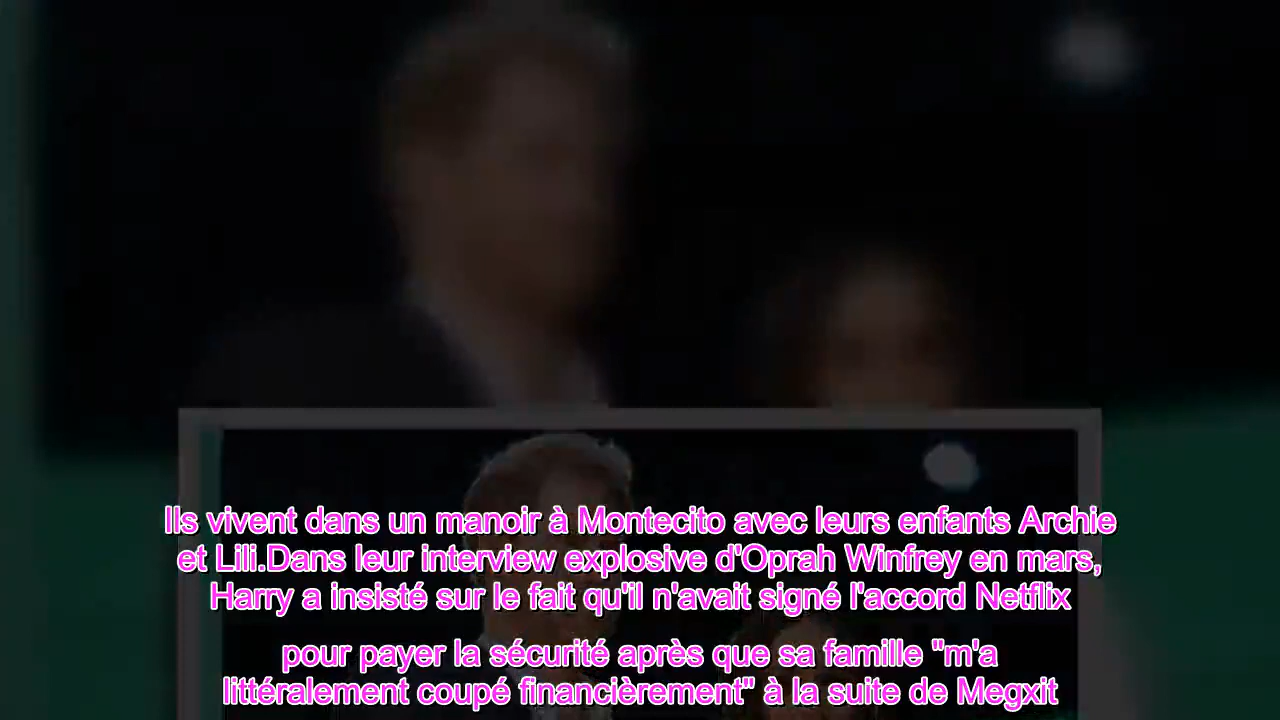 Ils vivent dans un manoir à Montecito avec leurs enfants Archie
et Lili.Dans leur interview explosive d'Oprah Winfrey en mars,
Harry a insisté sur le fait qu'il n'avait signé l'accord Netflix
pour payer la sécurité après que sa famille "m'a
littéralement coupé financièrement" à la suite de Megxit